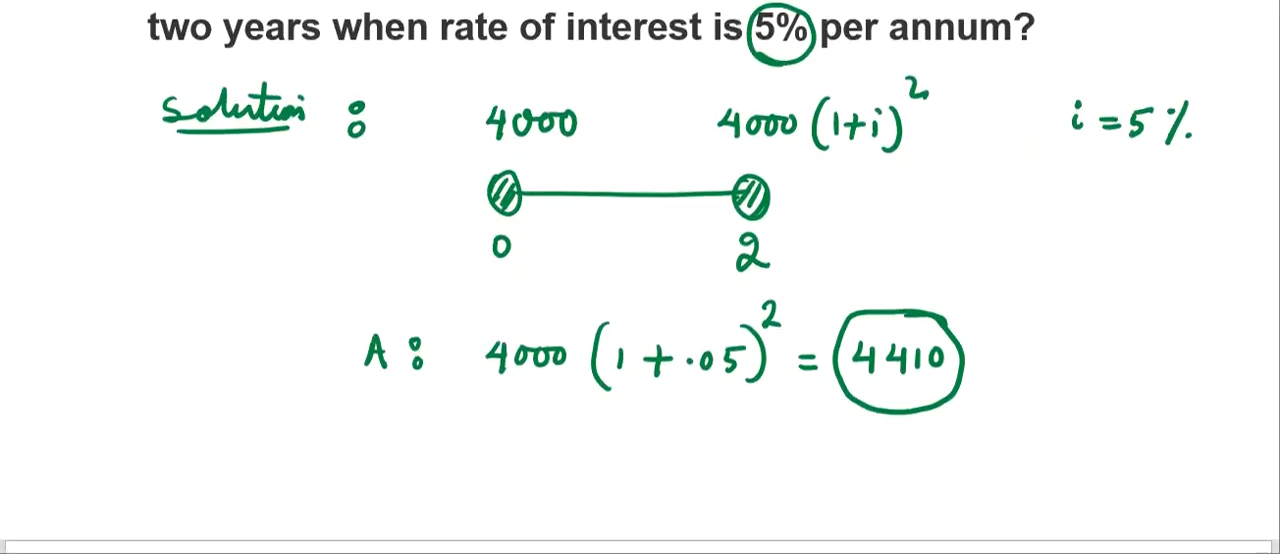 two years when rate of interest is 5% per annum?
Solution : 4000 4000 (1+i)² i = 5 %
0 2
A : 4000 (1 + .05)² = 4410